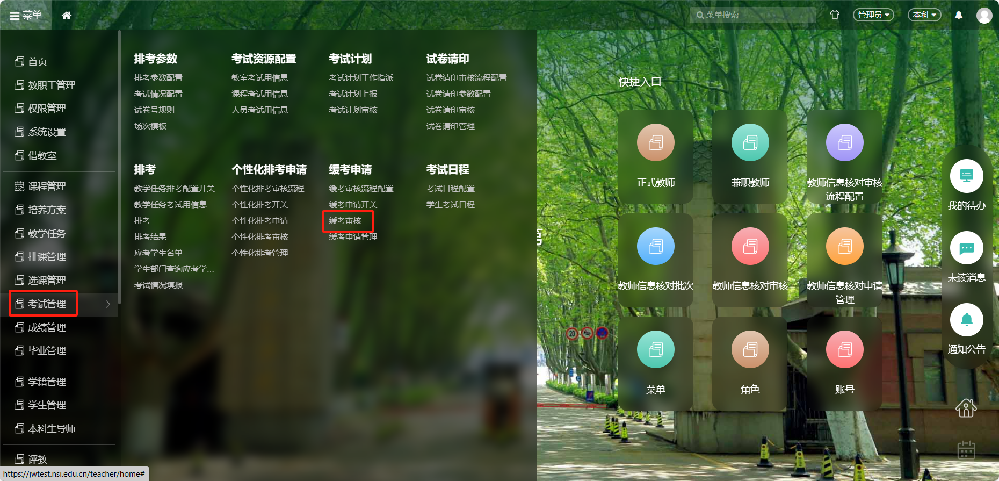 菜单
菜单搜索
管理员
本科
首页
教职工管理
权限管理
系统设置
借教室
课程管理
培养方案
教学任务
排课管理
选课管理
考试管理
成绩管理
毕业管理
学籍管理
学生管理
本科生导师
评教
排考参数
排考参数配置
考试情况配置
试卷号规则
场次模板
考试资源配置
教室考试用信息
课程考试用信息
人员考试用信息
考试计划
考试计划工作指派
考试计划上报
考试计划审核
试卷请印
试卷请印审核流程配置
试卷请印参数配置
试卷请印审核
试卷请印管理
排考
教学任务排考配置开关
教学任务考试用信息
排考
排考结果
应考学生名单
学生部门查询应考学...
考试情况填报
个性化排考申请
个性化排考审核流程...
个性化排考开关
个性化排考申请
个性化排考审核
个性化排考管理
缓考申请
缓考审核流程配置
缓考申请开关
缓考审核
缓考申请管理
考试日程
考试日程配置
学生考试日程
快捷入口
正式教师
兼职教师
教师信息核对审核
流程配置
教师信息核对批次
教师信息核对审核
教师信息核对申请
管理
菜单
角色
账号
我的待办
未读消息
通知公告
20
https://jwtest.nsi.edu.cn/teacher/home#